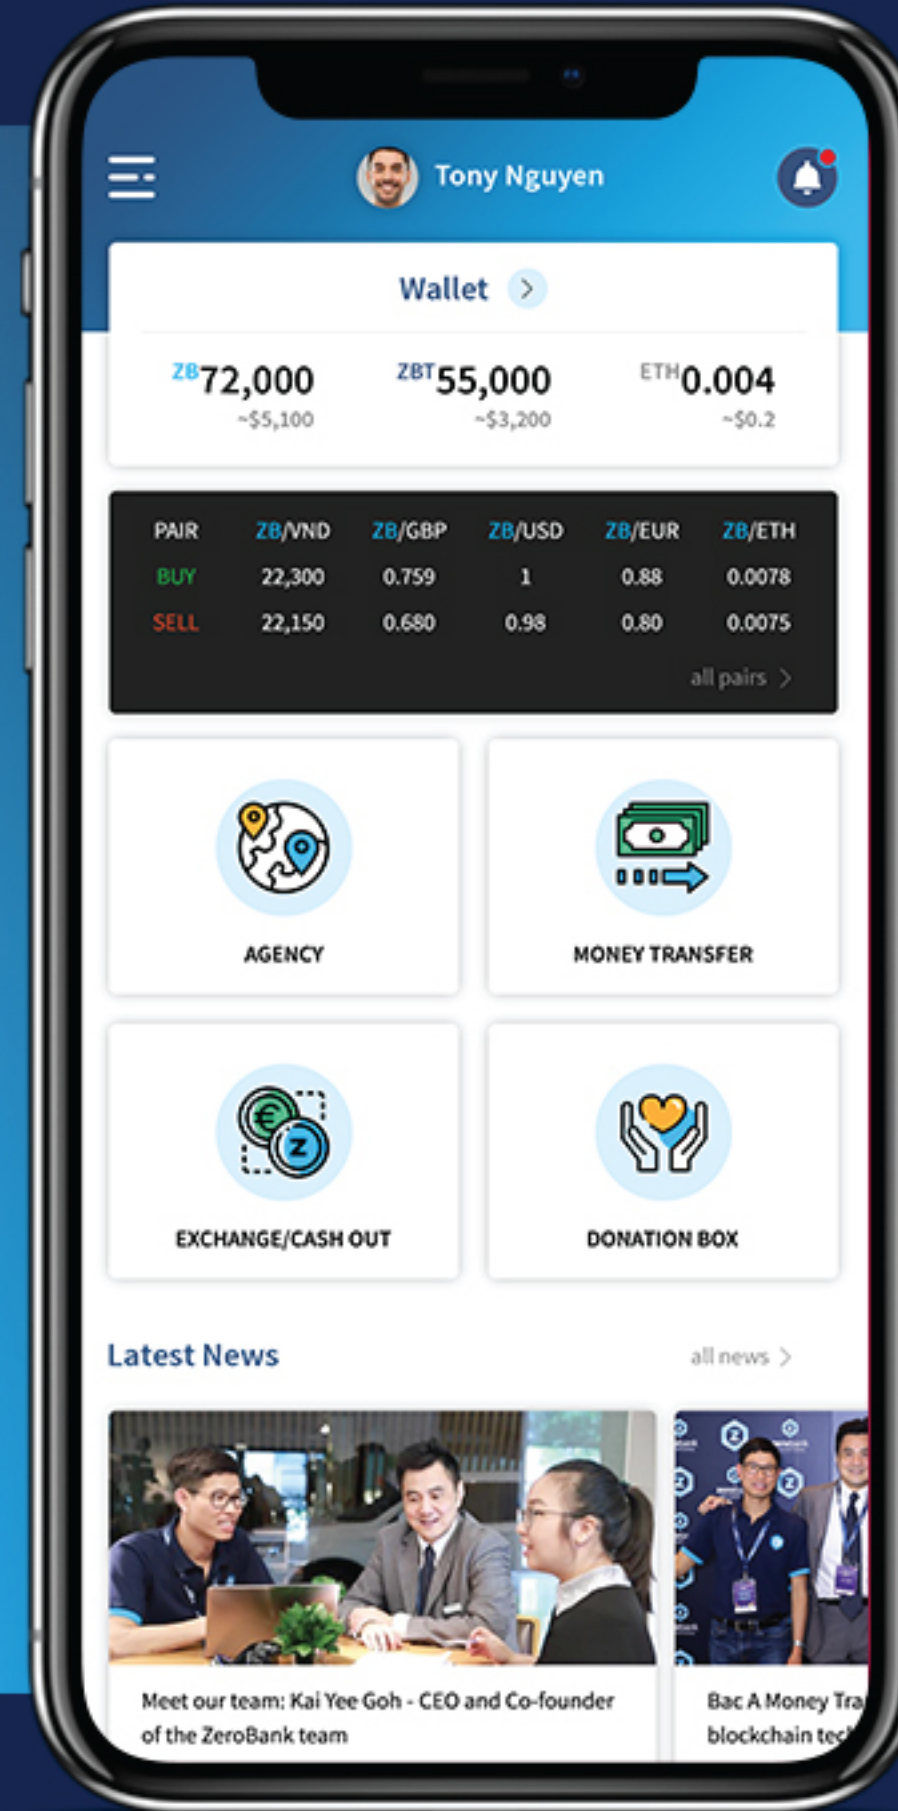 Tony Nguyen
Wallet >
ZB72,000 ZBT55,000 ETH0.004
~$5,100 ~$3,200 ~$0.2
PAIR ZB/VND ZB/GBP ZB/USD ZB/EUR ZB/ETH
BUY 22,300 0.759 1 0.88 0.0078
SELL 22,150 0.680 0.98 0.80 0.0075
all pairs >
AGENCY MONEY TRANSFER
EXCHANGE/CASH OUT DONATION BOX
Latest News all news >
Meet our team: Kai Yee Goh - CEO and Co-founder
of the ZeroBank team
Bac A Money
blockchain